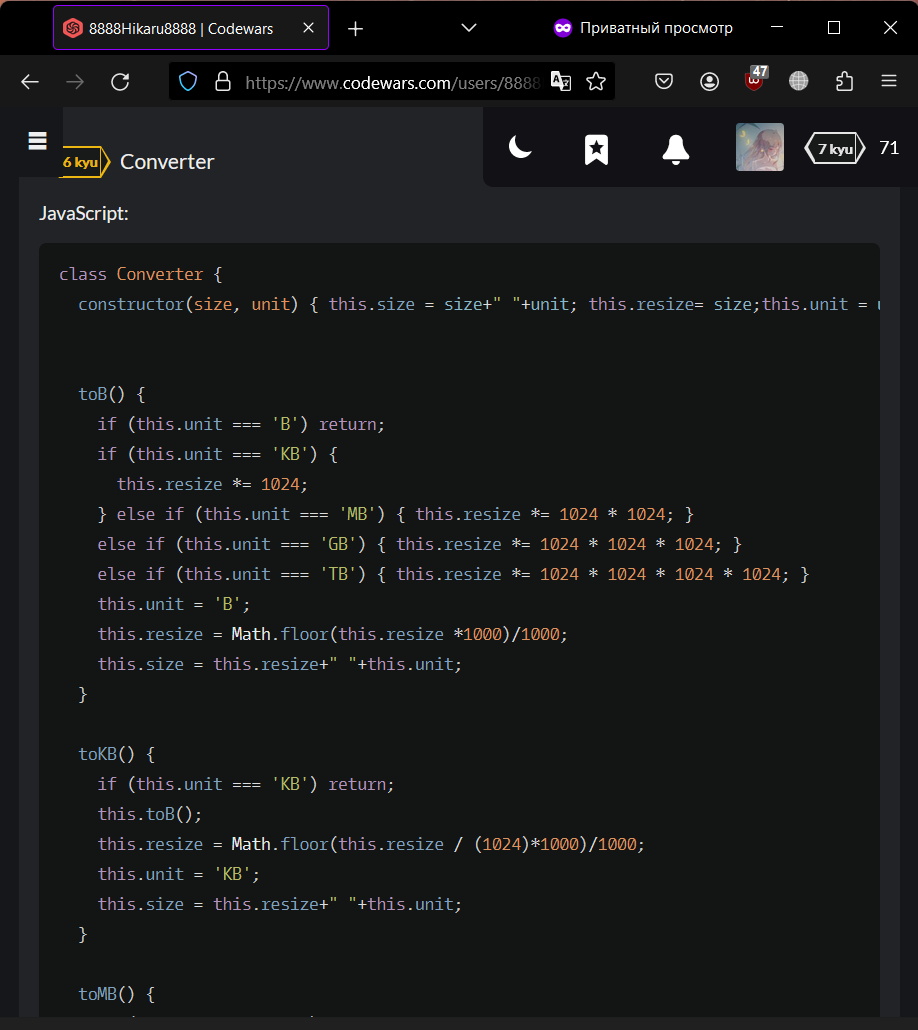 8888Hikaru8888 | Codewars
Приватный просмотр
https://www.codewars.com/users/8888
47
6 kyu
Converter
7 kyu
71
JavaScript:
class Converter {
  constructor(size, unit) { this.size = size+" "+unit; this.resize= size;this.unit =
  toB() {
    if (this.unit === 'B') return;
    if (this.unit === 'KB') {
      this.resize *= 1024;
    } else if (this.unit === 'MB') { this.resize *= 1024 * 1024; }
    else if (this.unit === 'GB') { this.resize *= 1024 * 1024 * 1024; }
    else if (this.unit === 'TB') { this.resize *= 1024 * 1024 * 1024 * 1024; }
    this.unit = 'B';
    this.resize = Math.floor(this.resize *1000)/1000;
    this.size = this.resize+" "+this.unit;
  }
  toKB() {
    if (this.unit === 'KB') return;
    this.toB();
    this.resize = Math.floor(this.resize / (1024)*1000)/1000;
    this.unit = 'KB';
    this.size = this.resize+" "+this.unit;
  }
  toMB() {